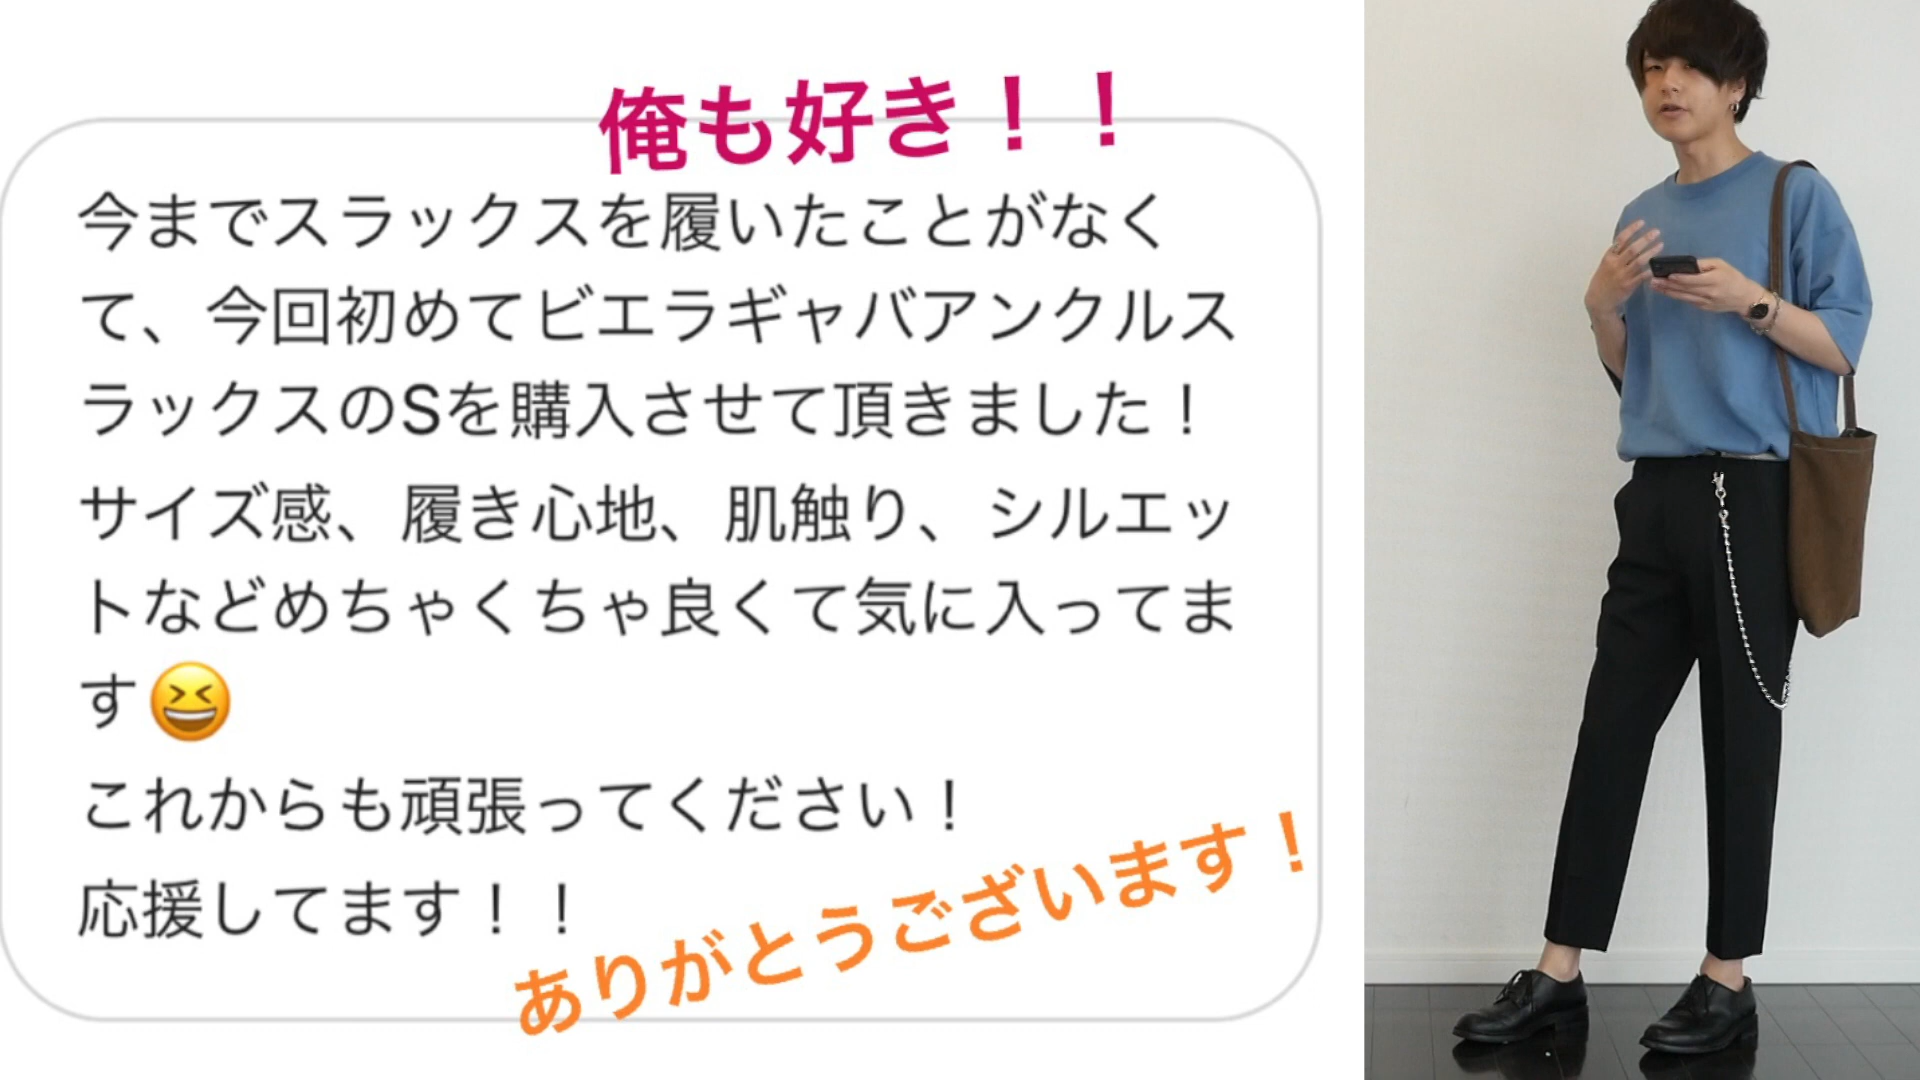 俺も好き！！
今までスラックスを履いたことがなく
て、今回初めてビエラギャバアンクルス
ラックスのSを購入させて頂きました！
サイズ感、履き心地、肌触り、シルエッ
トなどめちゃくちゃ良くて気に入ってま
す😆
これからも頑張ってください！
応援してます！！
ありがとうございます！